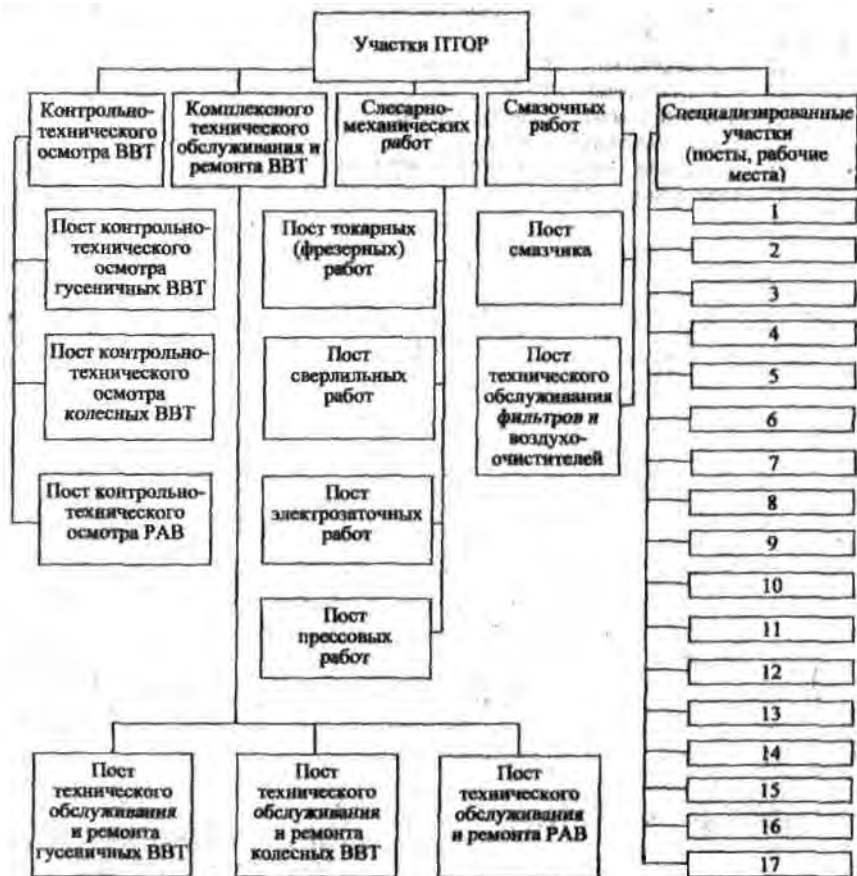 Участки ПТОР
Контрольно-
технического
осмотра ВВТ
Комплексного
технического
обслуживания и
ремонта ВВТ
Слесарно-
механических
работ
Смазочных
работ
Специализированные
участки
(посты, рабочие
места)
Пост контрольно-
технического
осмотра
гусеничных ВВТ
Пост контрольно-
технического
осмотра
колесных ВВТ
Пост контрольно-
технического
осмотра РАВ
Пост токарных
(фрезерных)
работ
Пост
сверлильных
работ
Пост
электрозаточных
работ
Пост
прессовых
работ
Пост
смазчика
Пост
технического
обслуживания
фильтров и
воздухо-
очистителей
1
2
3
4
5
6
7
8
9
10
11
12
13
14
15
16
17
Пост
технического
обслуживания
и ремонта
гусеничных ВВТ
Пост
технического
обслуживания
и ремонта
колесных ВВТ
Пост
технического
обслуживания
и ремонта РАВ